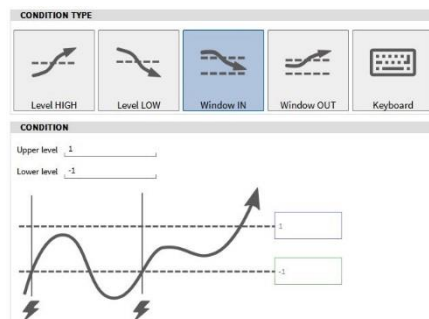 CONDITION TYPE
Level HIGH
Level LOW
Window IN
Window OUT
Keyboard
CONDITION
Upper level 1
Lower level -1
1
-1